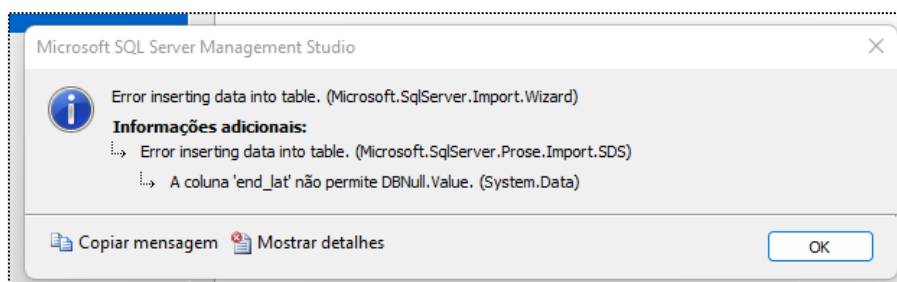 Microsoft SQL Server Management Studio
Error inserting data into table. (Microsoft.SqlServer.Import.Wizard)
Informações adicionais:
Error inserting data into table. (Microsoft.SqlServer.Prose.Import.SDS)
A coluna 'end_lat' não permite DBNull.Value. (System.Data)
Copiar mensagem Mostrar detalhes OK